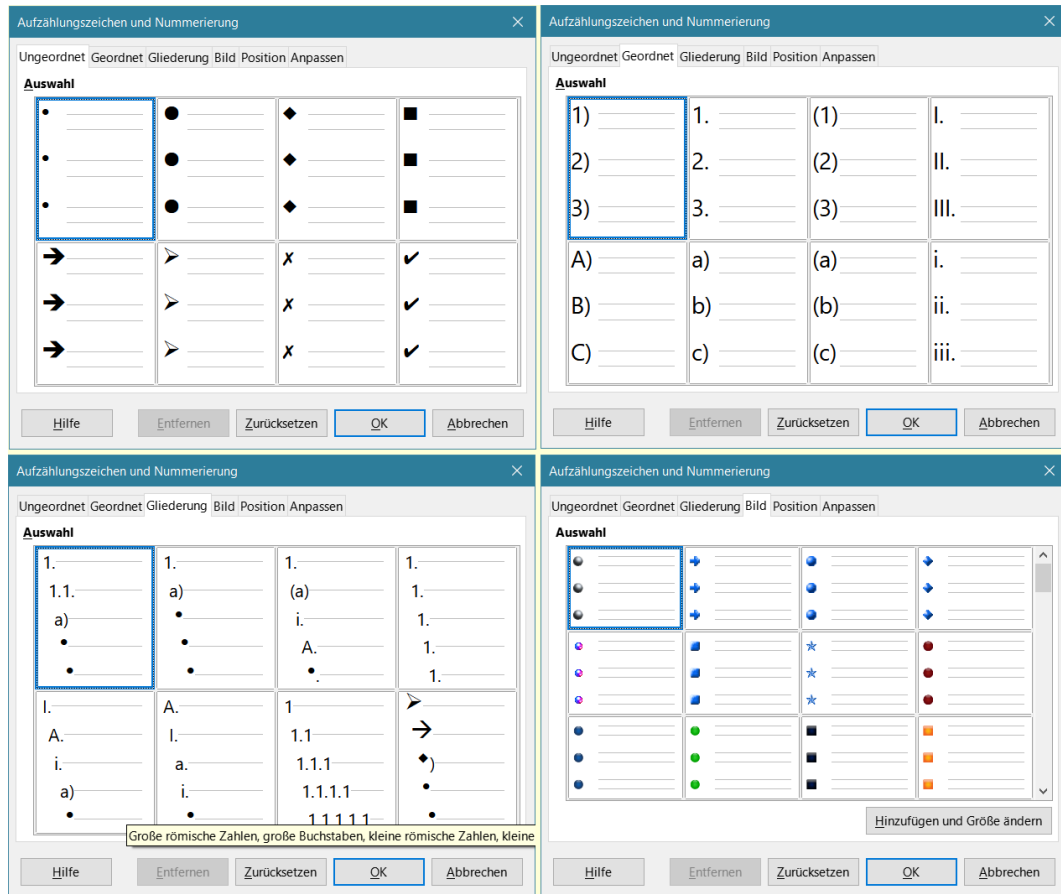 Aufzählungszeichen und Nummerierung
Ungeordnet Geordnet Gliederung Bild Position Anpassen
Auswahl
Hilfe Entfernen Zurücksetzen OK Abbrechen
Aufzählungszeichen und Nummerierung
Ungeordnet Geordnet Gliederung Bild Position Anpassen
Auswahl
1) 1. (1) I.
2) 2. (2) II.
3) 3. (3) III.
A) a) (a) i.
B) b) (b) ii.
C) c) (c) iii.
Hilfe Entfernen Zurücksetzen OK Abbrechen
Aufzählungszeichen und Nummerierung
Ungeordnet Geordnet Gliederung Bild Position Anpassen
Auswahl
1. 1. 1. 1.
1.1. a) (a) 1.
a) i. 1.
A. 1.
. 1.
I. A. 1
A. I. 1.1
i. a. 1.1.1 )
a) i. 1.1.1.1
1.1.1.1.1
Große römische Zahlen, große Buchstaben, kleine römische Zahlen, kleine
Hilfe Entfernen Zurücksetzen OK Abbrechen
Aufzählungszeichen und Nummerierung
Ungeordnet Geordnet Gliederung Bild Position Anpassen
Auswahl
Hinzufügen und Größe ändern
Hilfe Entfernen Zurücksetzen OK Abbrechen